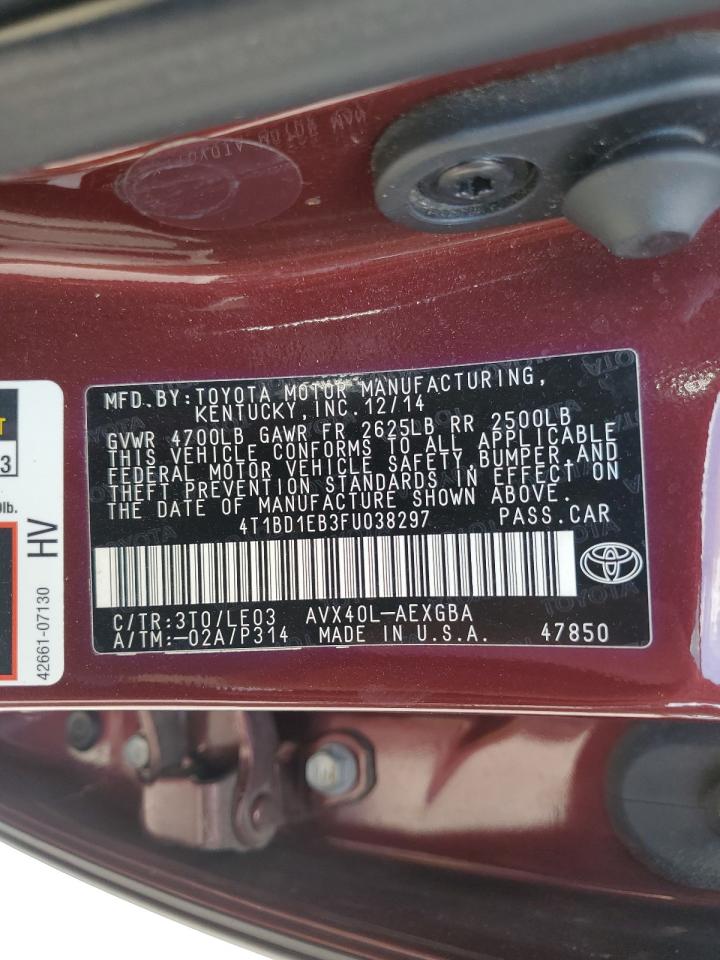 MFD.BY:TOYOTA MOTOR MANUFACTURING,
KENTUCKY,INC.12/14
GVWR 4700LB GAWR FR 2625LB RR 2500LB
THIS VEHICLE CONFORMS TO ALL APPLICABLE
FEDERAL MOTOR VEHICLE SAFETY,BUMPER,AND
THEFT PREVENTION STANDARDS IN EFFECT ON
THE DATE OF MANUFACTURE SHOWN ABOVE.
4T1BD1EB3FU038297 PASS.CAR
C/TR:3T0/LE03 AVX40L-AEXGBA
A/TM:-02A/P314 MADE IN U.S.A. 47850
HV
42661-07130
T
3
lb.